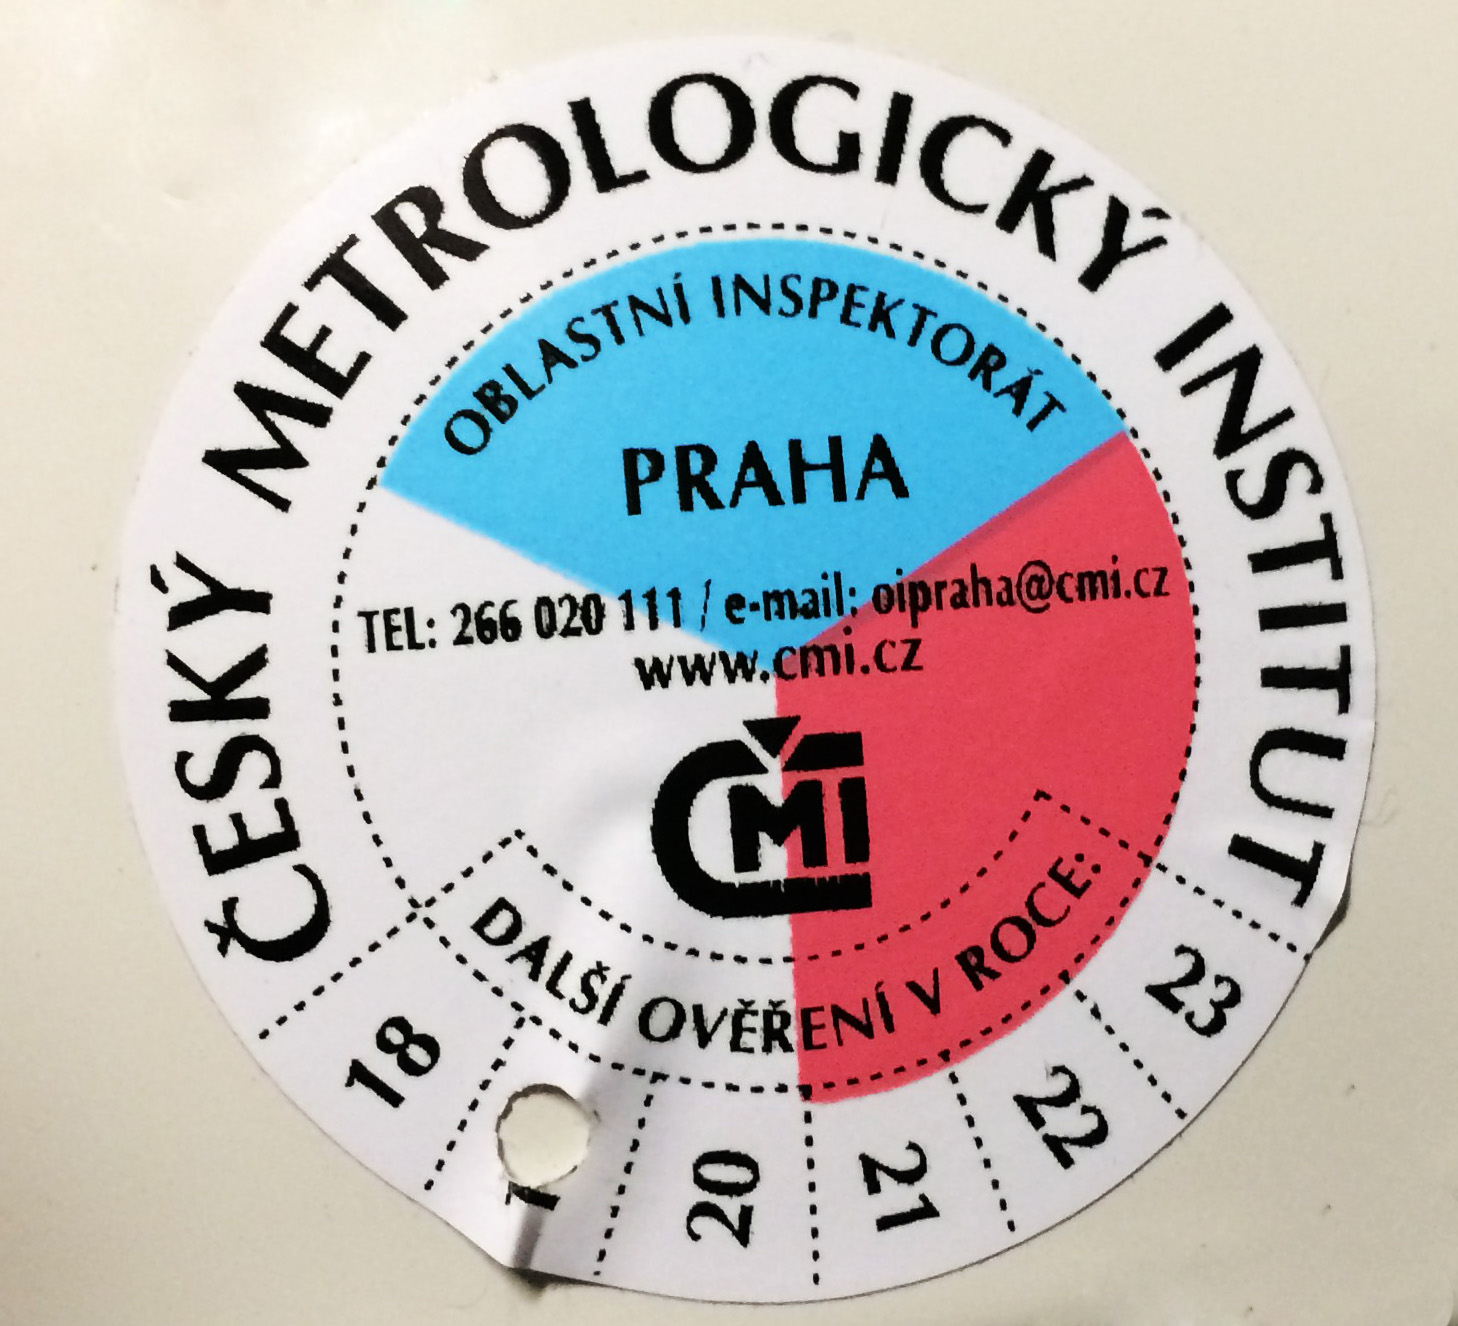 ČESKÝ METROLOGICKÝ INSTITUT
OBLASTNÍ INSPEKTORÁT
PRAHA
TEL: 266 020 111 / e-mail: oipraha@cmi.cz
www.cmi.cz
ČMI
DALŠÍ OVĚŘENÍ V ROCE:
18
20
21
22
23